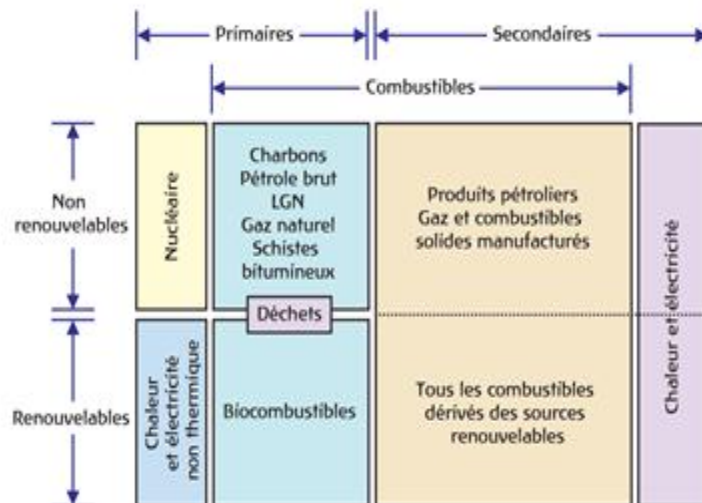 Primaires
Secondaires
Combustibles
Non
renouvelables
Nucléaire
Charbons
Pétrole brut
LGN
Gaz naturel
Schistes
bitumineux
Produits pétroliers
Gaz et combustibles
solides manufacturés
Chaleur et électricité
Déchets
Renouvelables
Chaleur
et électricité
non thermique
Biocombustibles
Tous les combustibles
dérivés des sources
renouvelables